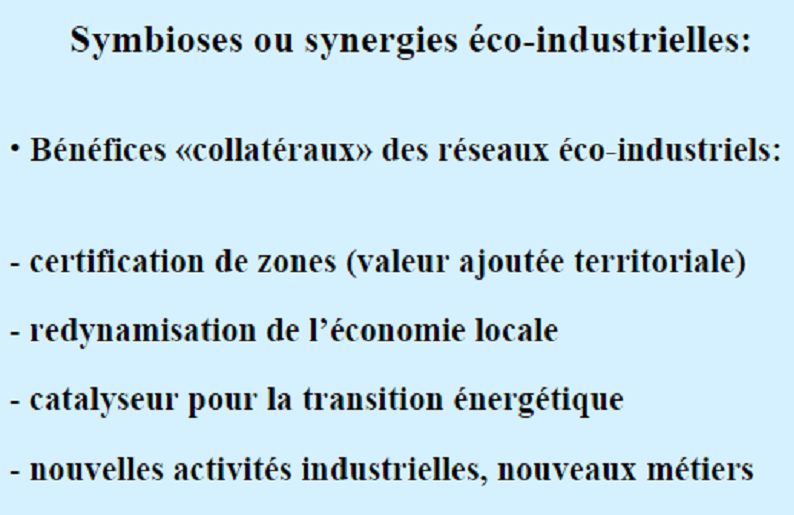 Symbioses ou synergies éco-industrielles:
• Bénéfices «collatéraux» des réseaux éco-industriels:
- certification de zones (valeur ajoutée territoriale)
- redynamisation de l’économie locale
- catalyseur pour la transition énergétique
- nouvelles activités industrielles, nouveaux métiers